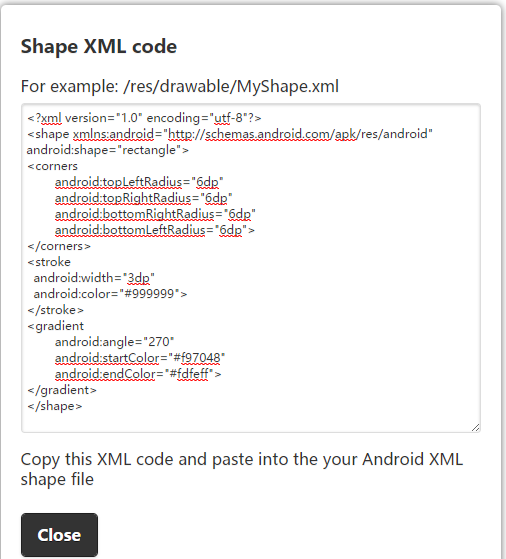 Shape XML code
For example: /res/drawable/MyShape.xml
<?xml version="1.0" encoding="utf-8"?>
<shape xmlns:android="http://schemas.android.com/apk/res/android"
android:shape="rectangle">
<corners
android:topLeftRadius="6dp"
android:topRightRadius="6dp"
android:bottomRightRadius="6dp"
android:bottomLeftRadius="6dp">
</corners>
<stroke
android:width="3dp"
android:color="#999999">
</stroke>
<gradient
android:angle="270"
android:startColor="#f97048"
android:endColor="#fdfeff">
</gradient>
</shape>
Copy this XML code and paste into the your Android XML
shape file
Close